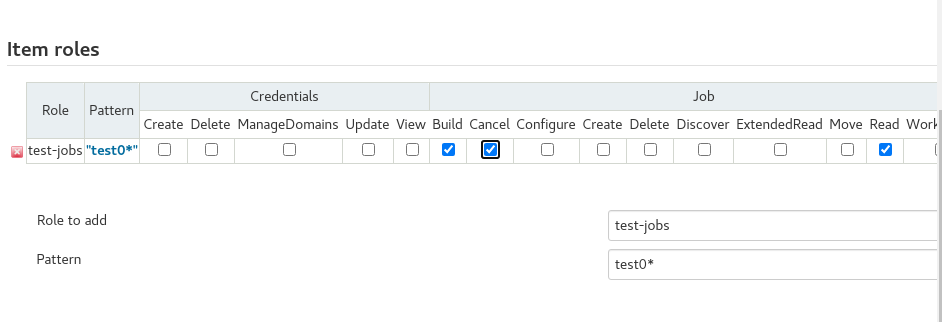 Item roles
Role Pattern Credentials Job
Create Delete ManageDomains Update View Build Cancel Configure Create Delete Discover ExtendedRead Move Read Work
test-jobs "test0*"
Role to add test-jobs
Pattern test0*